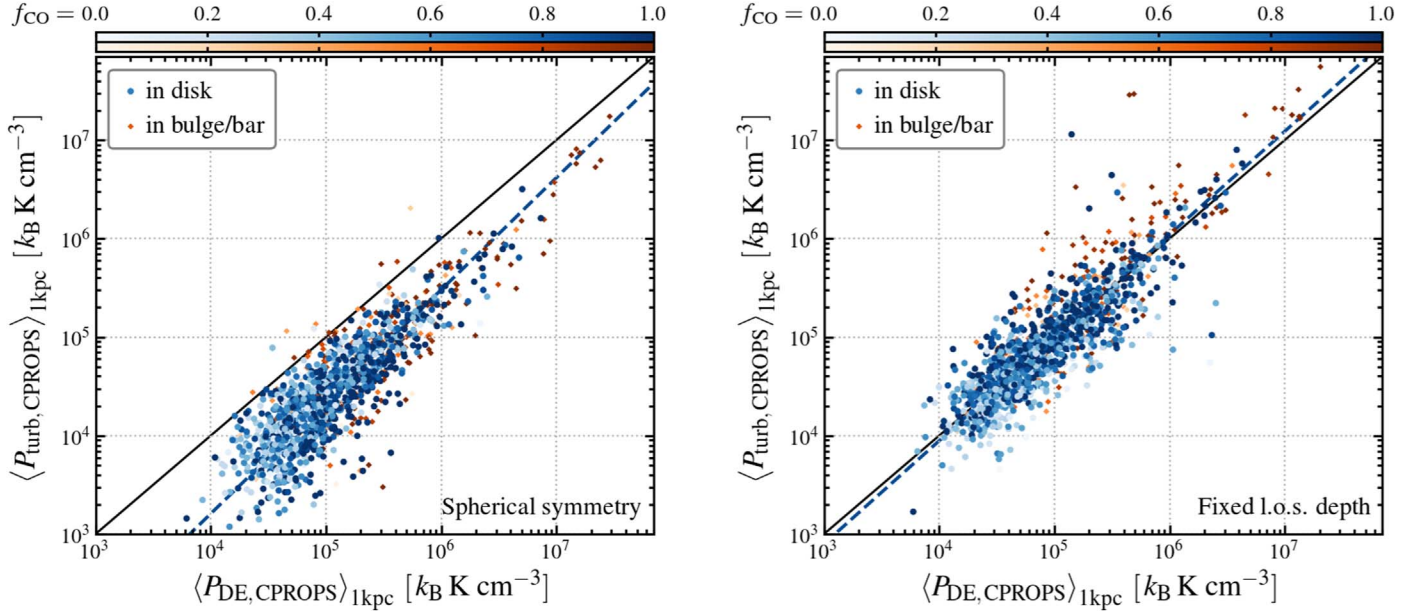 f_CO = 0.0 0.2 0.4 0.6 0.8 1.0
in disk
in bulge/bar
10^7
10^6
10^5
10^4
10^3
⟨P_turb,CPROPS⟩_1kpc [k_B K cm^−3]
Spherical symmetry
10^3 10^4 10^5 10^6 10^7
⟨P_DE,CPROPS⟩_1kpc [k_B K cm^−3]
f_CO = 0.0 0.2 0.4 0.6 0.8 1.0
in disk
in bulge/bar
10^7
10^6
10^5
10^4
10^3
⟨P_turb,CPROPS⟩_1kpc [k_B K cm^−3]
Fixed l.o.s. depth
10^3 10^4 10^5 10^6 10^7
⟨P_DE,CPROPS⟩_1kpc [k_B K cm^−3]